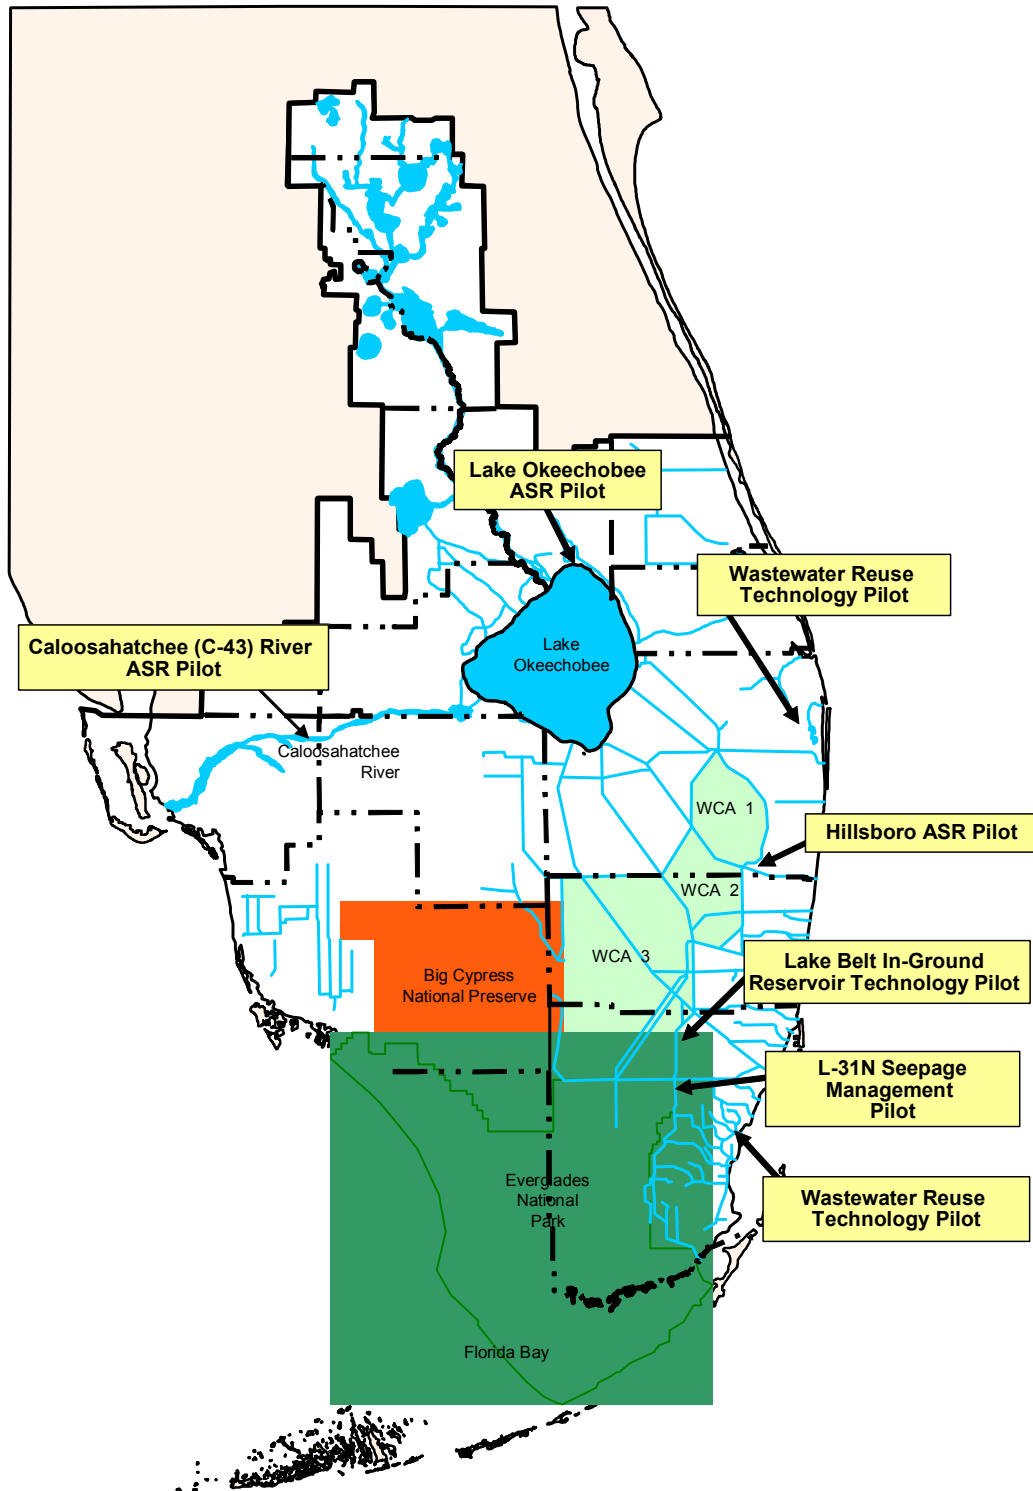 Lake Okeechobee
ASR Pilot
Wastewater Reuse
Technology Pilot
Caloosahatchee (C-43) River
ASR Pilot
Lake
Okeechobee
Caloosahatchee
River
WCA 1
Hillsboro ASR Pilot
WCA 2
WCA 3
Lake Belt In-Ground
Reservoir Technology Pilot
Big Cypress
National Preserve
L-31N Seepage
Management
Pilot
Everglades
National
Park
Wastewater Reuse
Technology Pilot
Florida Bay